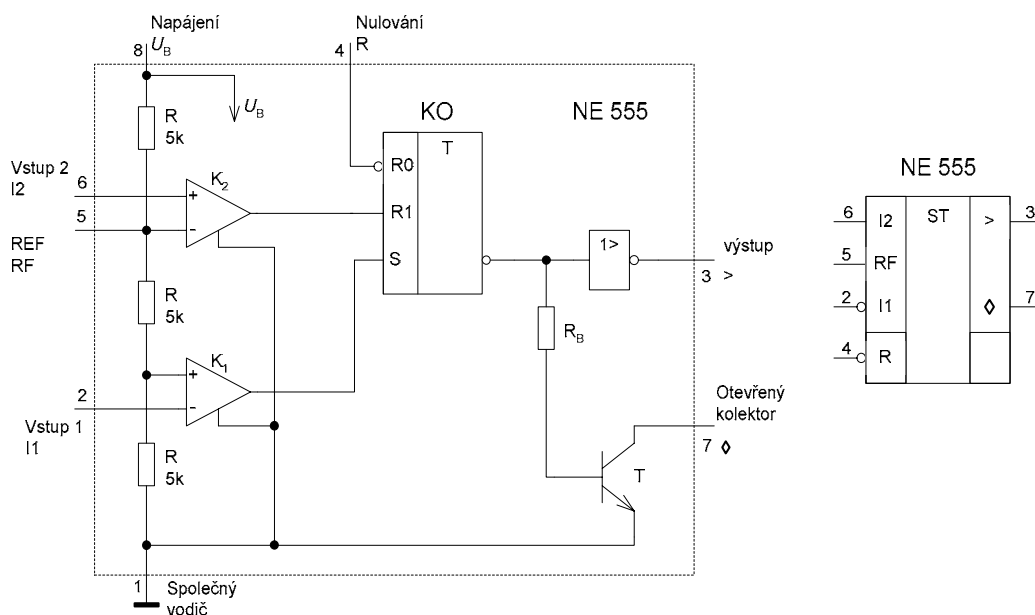 Napájení
8 U_B
Nulování
4 R
U_B
R
5k
KO
NE 555
Vstup 2
6
I2
K₂
+
-
5
REF
RF
T
R0
R1
S
1>
výstup
3 >
R
5k
R_B
K₁
+
-
2
Vstup 1
I1
R
5k
Otevřený
kolektor
7 ◊
T
1
Společný
vodič
NE 555
6 I2 ST > 3
5 RF
2 I1 ◊ 7
4 R